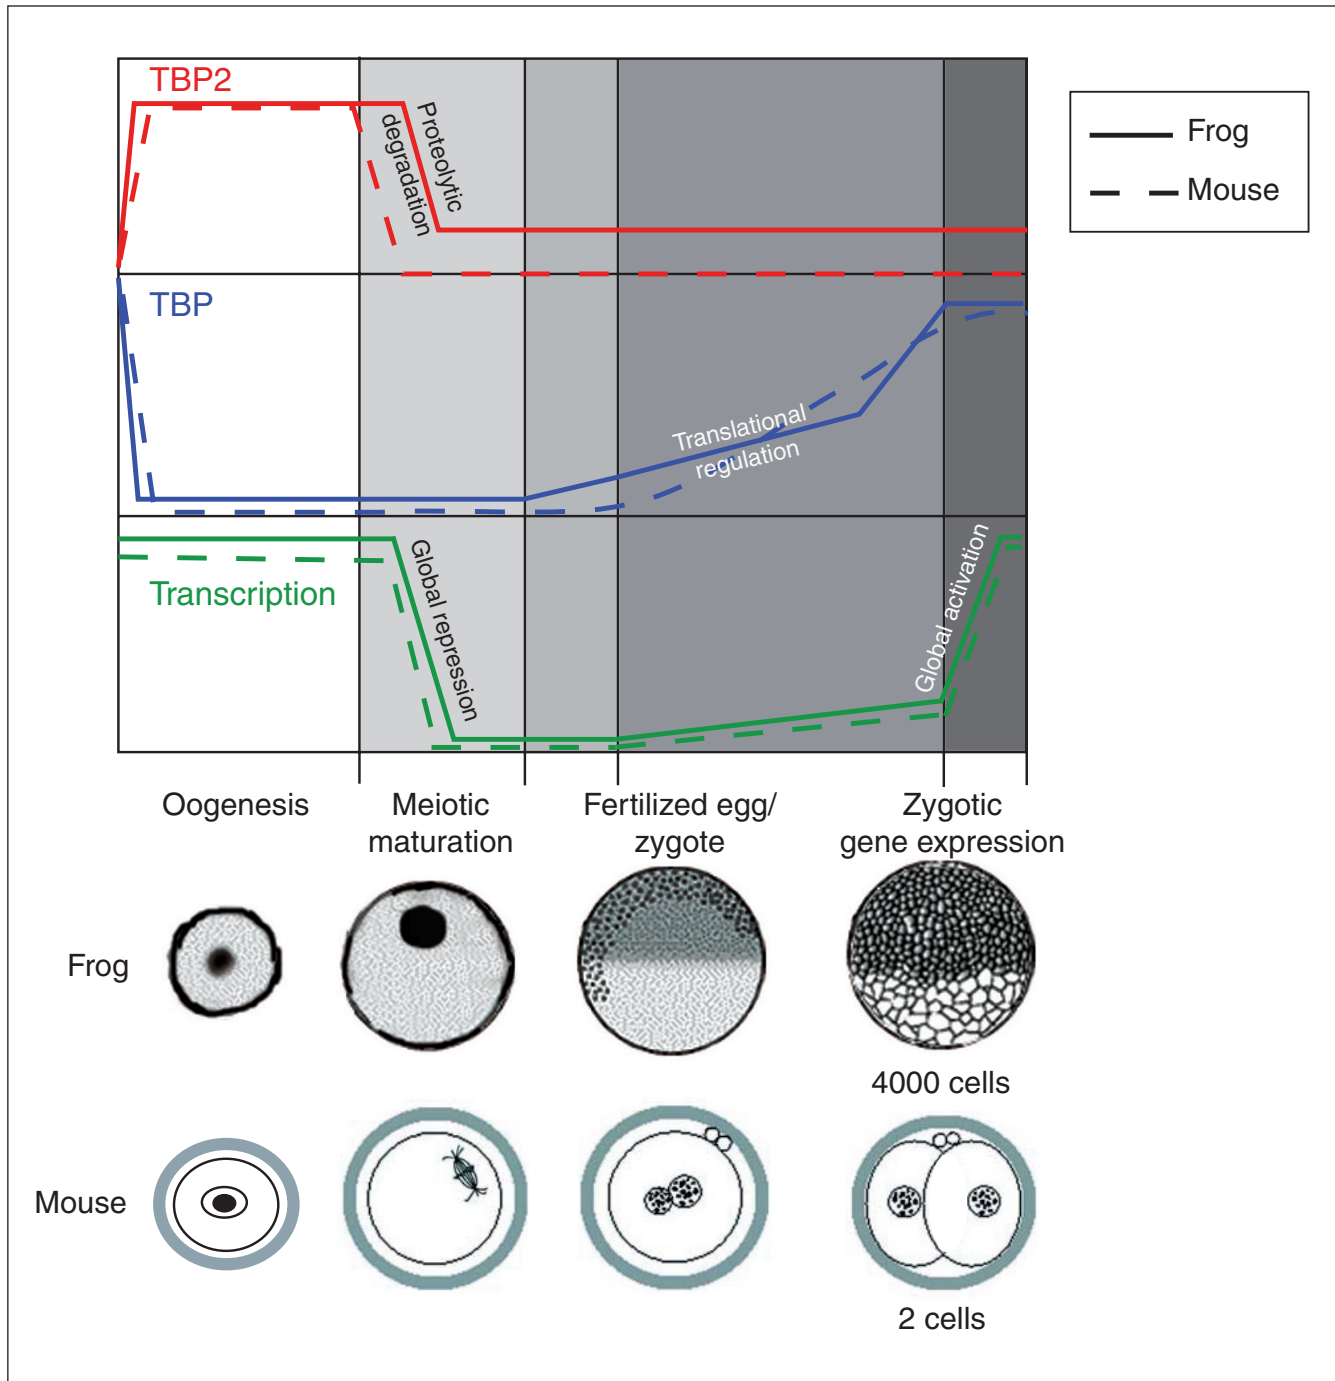 TBP2
Proteolytic
degradation
Frog
Mouse
TBP
Translational
regulation
Transcription
Global repression
Global activation
Oogenesis
Meiotic
maturation
Fertilized egg/
zygote
Zygotic
gene expression
Frog
4000 cells
Mouse
2 cells